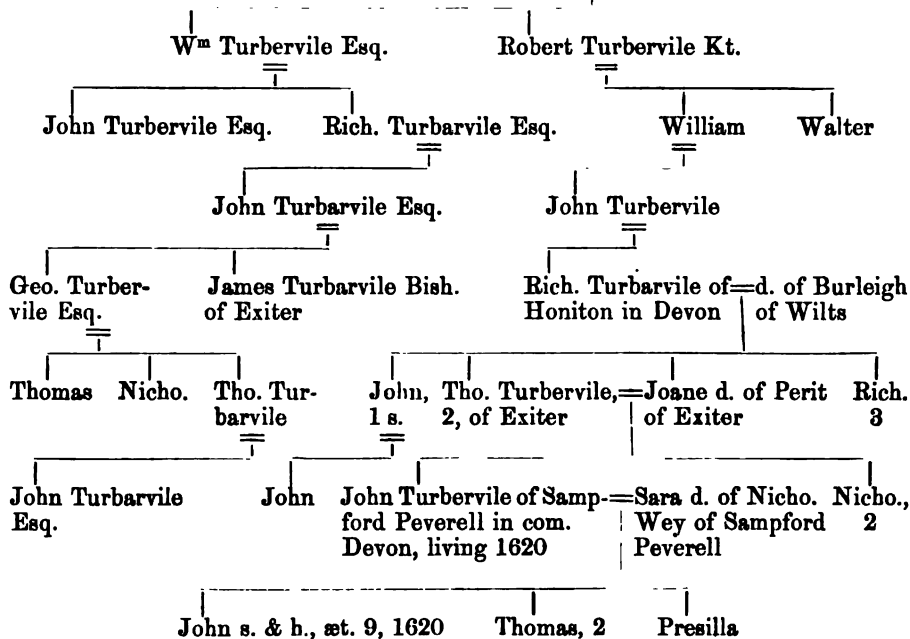 Wᵐ Turbervile Esq. Robert Turbervile Kt.
John Turbervile Esq. Rich. Turbarvile Esq. William Walter
John Turbarvile Esq. John Turbervile
Geo. Turber- James Turbarvile Bish. Rich. Turbarvile of d. of Burleigh
vile Esq. of Exiter Honiton in Devon of Wilts
Thomas Nicho. Tho. Tur- John, Tho. Turbervile, Joane d. of Perit Rich.
barvile 1 s. 2, of Exiter of Exiter 3
John Turbarvile John John Turbervile of Samp- Sara d. of Nicho. Nicho.,
Esq. ford Peverell in com. Wey of Sampford 2
Devon, living 1620 Peverell
John s. & h., æt. 9, 1620 Thomas, 2 Presilla